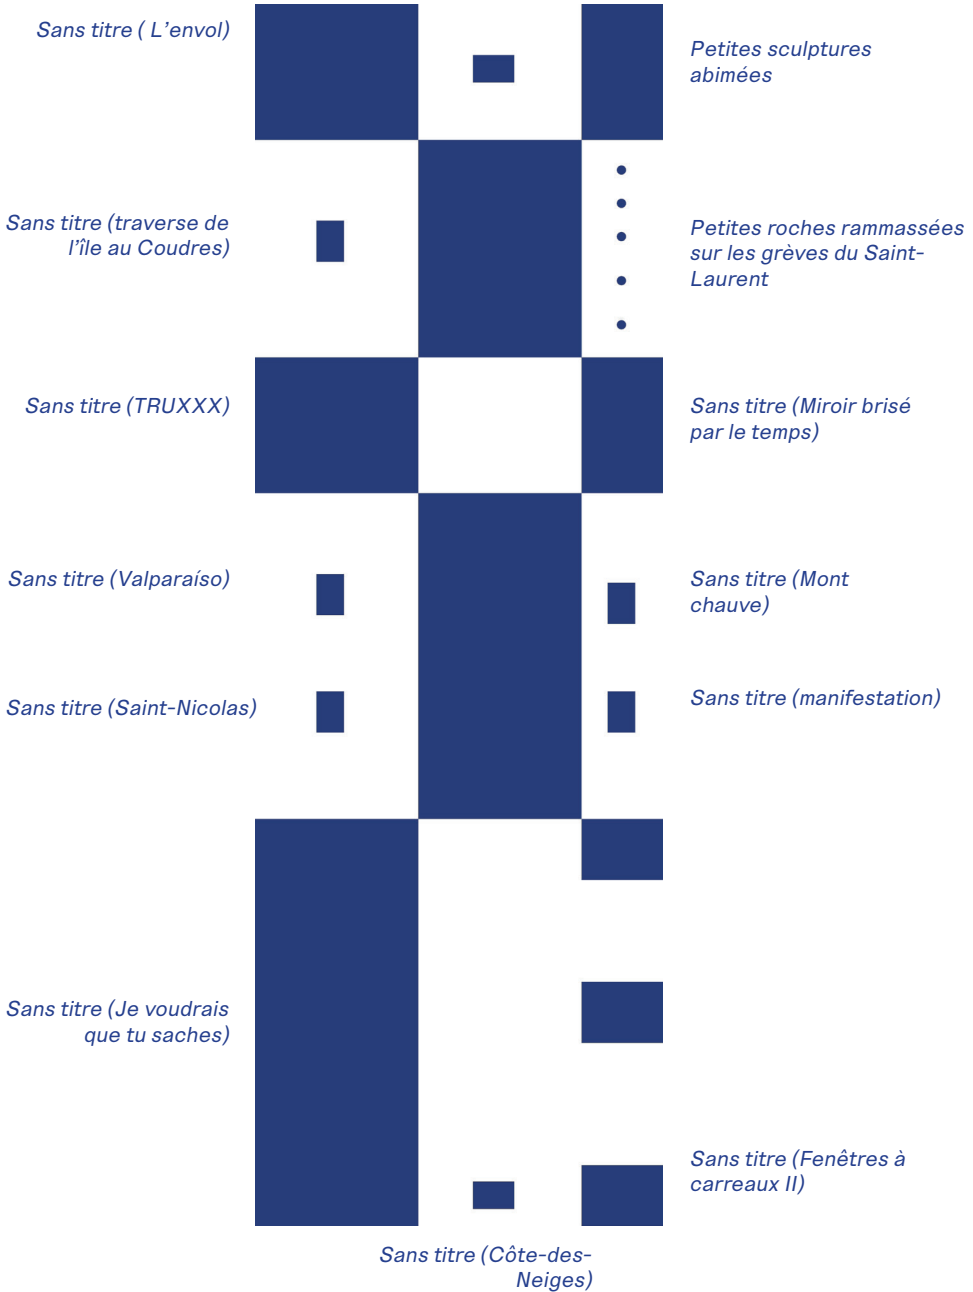 Sans titre ( L'envol)
Petites sculptures
abimées
Sans titre (traverse de
l'île au Coudres)
Petites roches rammassées
sur les grèves du Saint-
Laurent
Sans titre (TRUXXX)
Sans titre (Miroir brisé
par le temps)
Sans titre (Valparaíso)
Sans titre (Mont
chauve)
Sans titre (Saint-Nicolas)
Sans titre (manifestation)
Sans titre (Je voudrais
que tu saches)
Sans titre (Fenêtres à
carreaux II)
Sans titre (Côte-des-
Neiges)